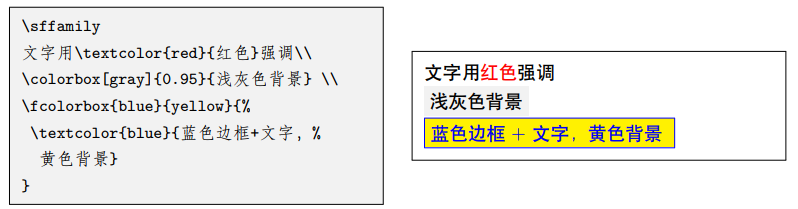 \sffamily
文字用\textcolor{red}{红色}强调\\
\colorbox[gray]{0.95}{浅灰色背景} \\
\fcolorbox{blue}{yellow}{%
\textcolor{blue}{蓝色边框+文字，%
黄色背景}
}
文字用红色强调
浅灰色背景
蓝色边框 + 文字，黄色背景